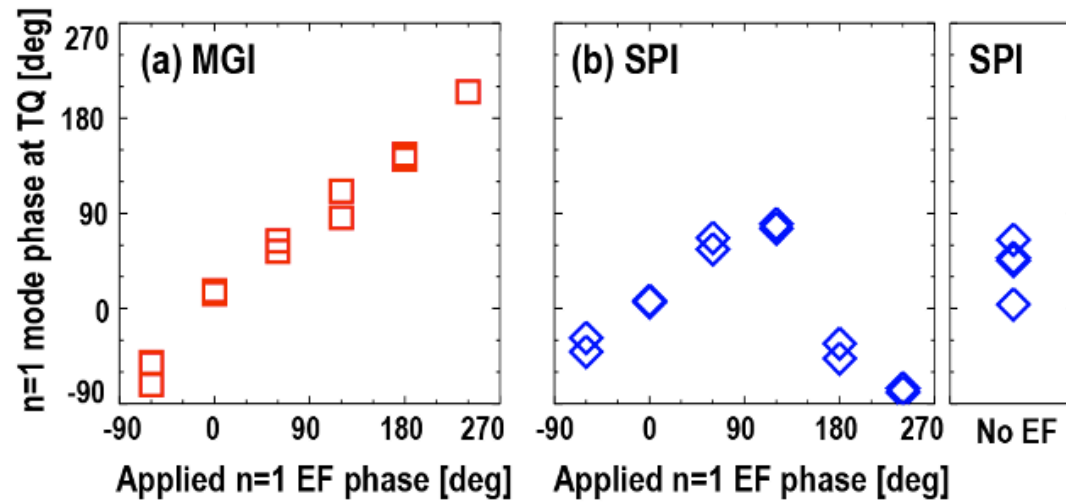 n=1 mode phase at TQ [deg]
270
180
90
0
-90
(a) MGI
-90 0 90 180 270
Applied n=1 EF phase [deg]
(b) SPI
-90 0 90 180 270
Applied n=1 EF phase [deg]
SPI
No EF